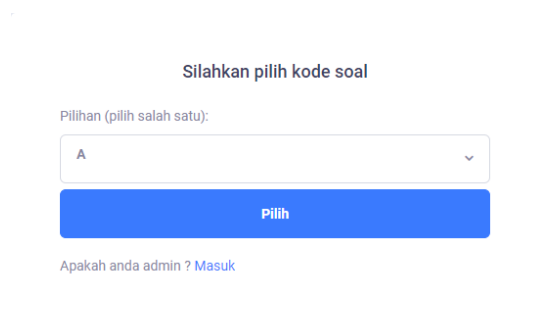 Silahkan pilih kode soal
Pilihan (pilih salah satu):
A
Pilih
Apakah anda admin ? Masuk